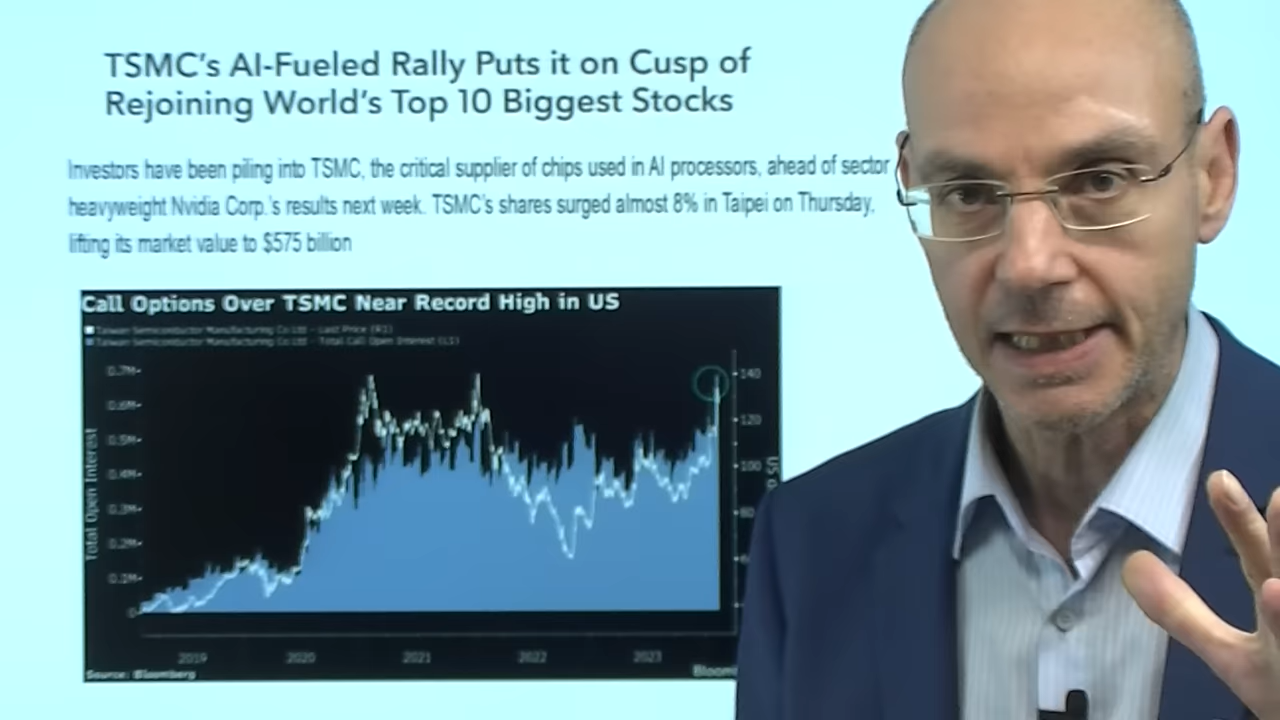 TSMC's AI-Fueled Rally Puts it on Cusp of
Rejoining World's Top 10 Biggest Stocks
Investors have been piling into TSMC, the critical supplier of chips used in AI processors, ahead of sector
heavyweight Nvidia Corp.'s results next week. TSMC's shares surged almost 8% in Taipei on Thursday,
lifting its market value to $575 billion
Call Options Over TSMC Near Record High in US
Taiwan Semiconductor Manufacturing Co Ltd - Last Price (R1)
Taiwan Semiconductor Manufacturing Co Ltd - Total Call Open Interest (L1)
0.7M
0.6M
0.5M
0.4M
0.3M
0.2M
0.1M
0
Total Open Interest
140
120
100
80
2019 2020 2021 2022 2023
Source: Bloomberg